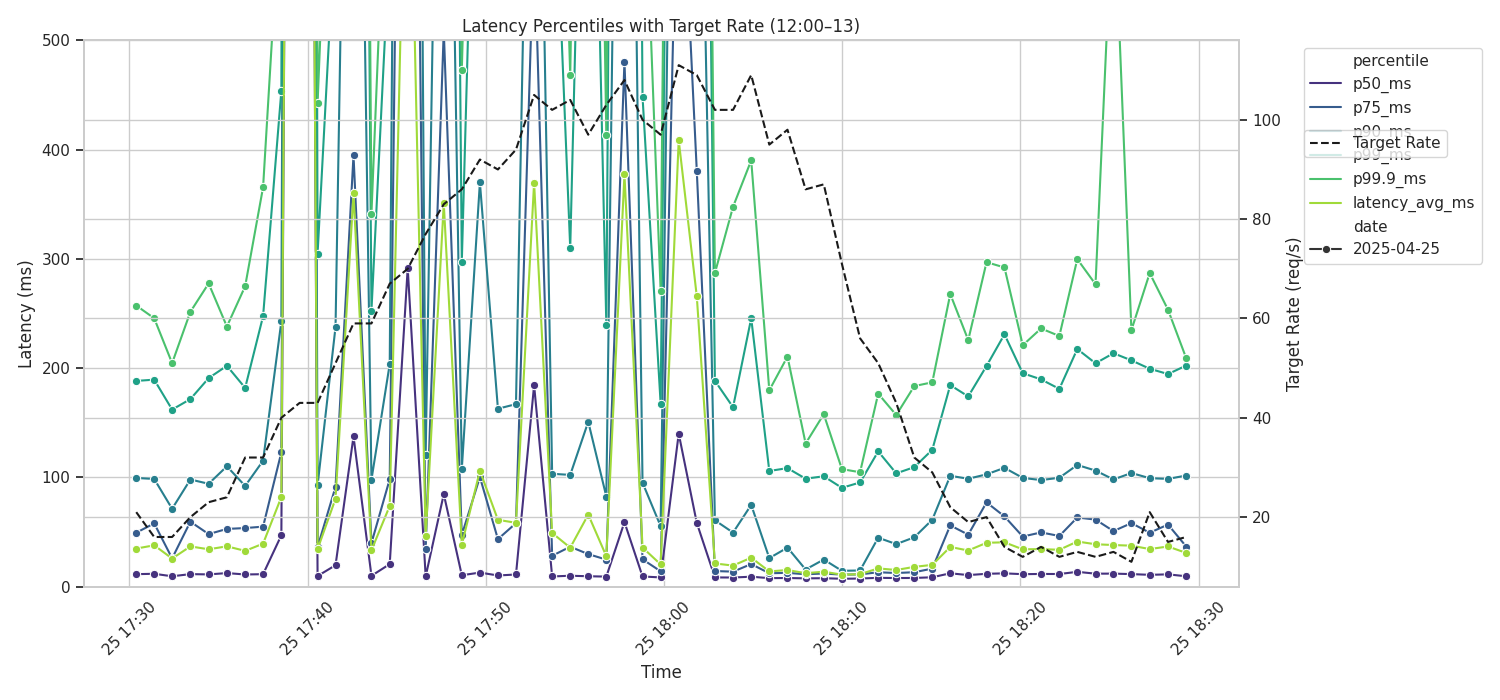 Latency Percentiles with Target Rate (12:00–13)
500
400
300
200
100
0
Latency (ms)
100
80
60
40
20
Target Rate (req/s)
25 17:30
25 17:40
25 17:50
25 18:00
25 18:10
25 18:20
25 18:30
Time
percentile
p50_ms
p75_ms
p90_ms
Target Rate
p99_ms
p99.9_ms
latency_avg_ms
date
2025-04-25